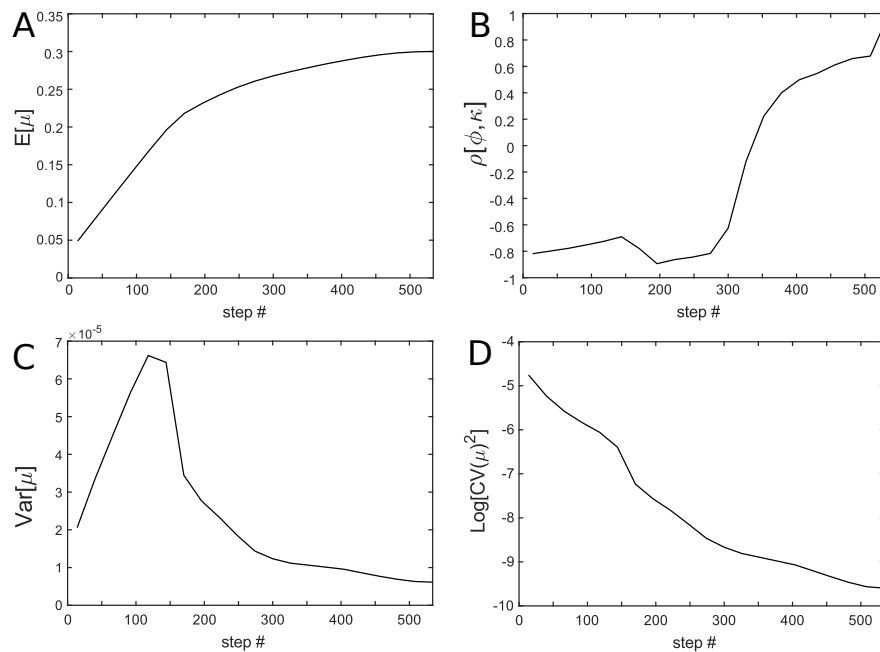 A
0.35
0.3
0.25
0.2
0.15
0.1
0.05
0
E[μ]
0 100 200 300 400 500
step #
B
1
0.8
0.6
0.4
0.2
0
-0.2
-0.4
-0.6
-0.8
-1
ρ[ϕ,κ]
0 100 200 300 400 500
step #
C
× 10⁻⁵
7
6
5
4
3
2
1
0
Var[μ]
0 100 200 300 400 500
step #
D
-4
-5
-6
-7
-8
-9
-10
Log[CV(μ)²]
0 100 200 300 400 500
step #